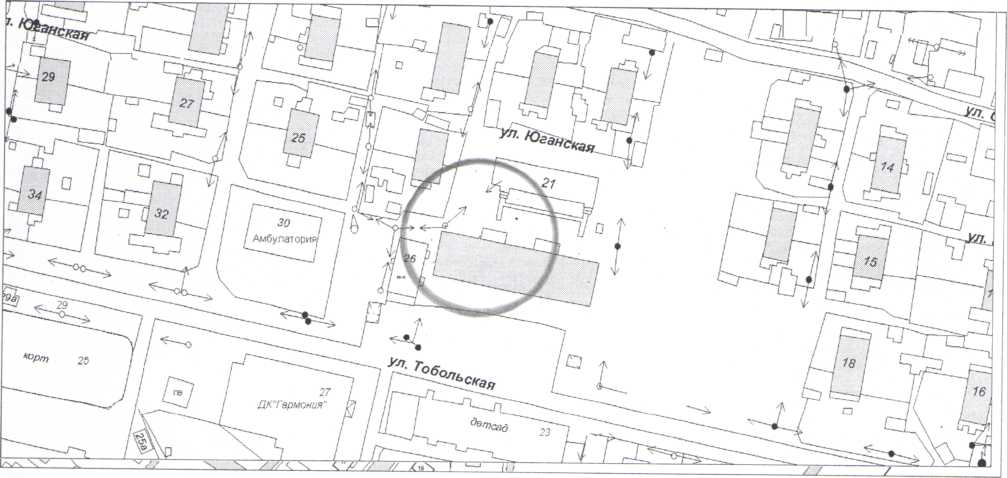 ул. Юганская
29
27
25
ул. Юганская
14
21
34
32
30
Амбулатория
26
15
29
18
корт 25
ул. Тобольская
16
27
ДК"Гармония"
детсад 23
25а